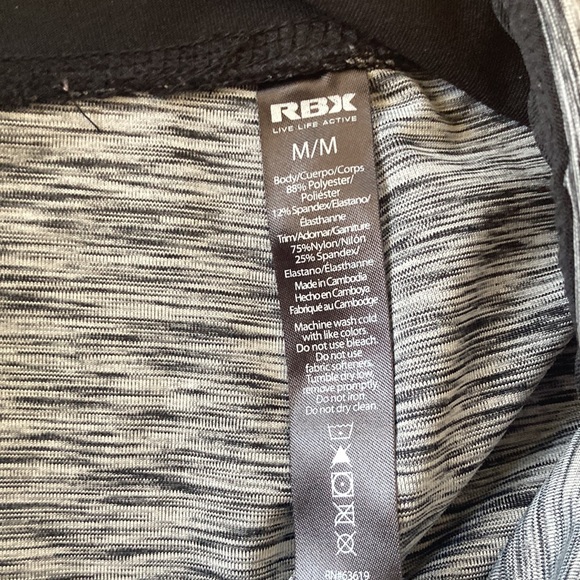 RBX
LIVE LIFE ACTIVE
M/M
Body/Cuerpo/Corps
88% Polyester/
Poliéster
12% Spandex/Elastano/
Élasthanne
Trim/Adornar/Garniture
75%Nylon/Nilón
25% Spandex/
Elastano/Élasthanne
Made in Cambodia
Hecho en Camboya
Fabriqué au Cambodge
Machine wash cold
with like colors.
Do not use bleach.
Do not use
fabric softeners.
Tumble dry low
remove promptly.
Do not iron
Do not dry clean.
RN#63619